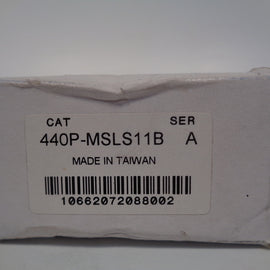 CAT SER
440P-MSLS11B A
MADE IN TAIWAN
10662072088002